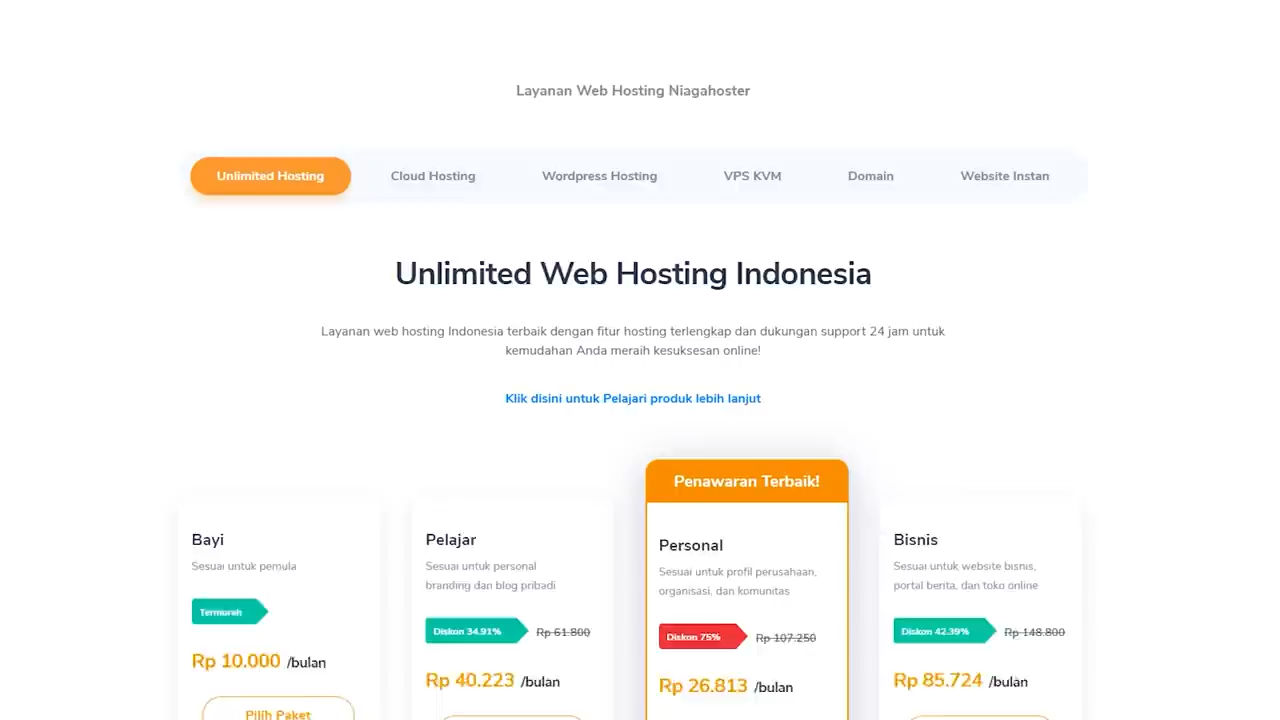 Layanan Web Hosting Niagahoster
Unlimited Hosting
Cloud Hosting
Wordpress Hosting
VPS KVM
Domain
Website Instan
Unlimited Web Hosting Indonesia
Layanan web hosting Indonesia terbaik dengan fitur hosting terlengkap dan dukungan support 24 jam untuk
kemudahan Anda meraih kesuksesan online!
Klik disini untuk Pelajari produk lebih lanjut
Bayi
Sesuai untuk pemula
Termurah
Rp 10.000 /bulan
Pilih Paket
Pelajar
Sesuai untuk personal
branding dan blog pribadi
Diskon 34.91% Rp 61.800
Rp 40.223 /bulan
Penawaran Terbaik!
Personal
Sesuai untuk profil perusahaan,
organisasi, dan komunitas
Diskon 75% Rp 107.250
Rp 26.813 /bulan
Bisnis
Sesuai untuk website bisnis,
portal berita, dan toko online
Diskon 42.39% Rp 148.800
Rp 85.724 /bulan